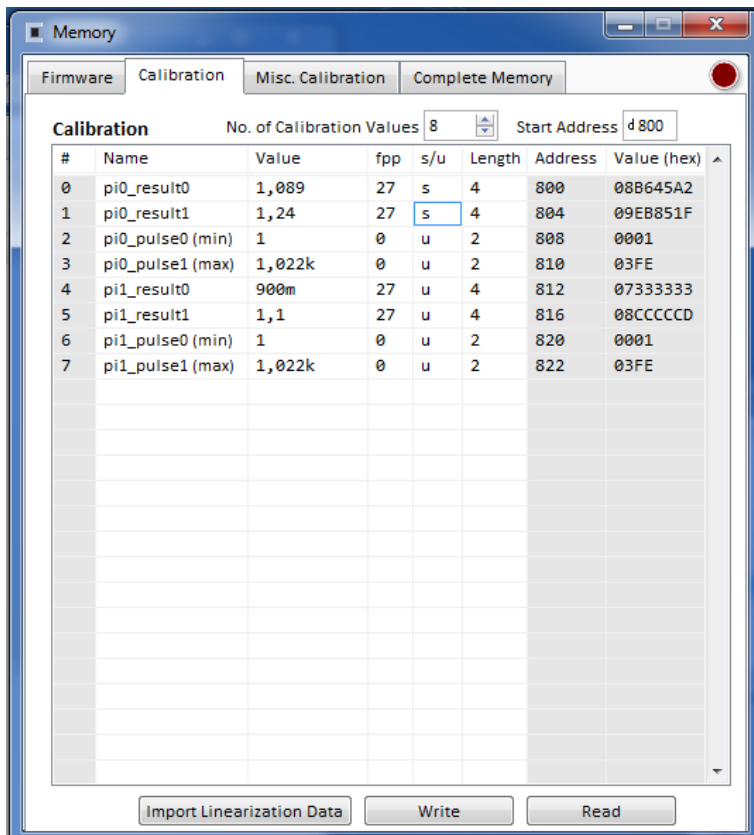 Memory
Firmware Calibration Misc. Calibration Complete Memory
Calibration No. of Calibration Values 8 Start Address d 800
# Name Value fpp s/u Length Address Value (hex)
0 pi0_result0 1,089 27 s 4 800 08B645A2
1 pi0_result1 1,24 27 s 4 804 09EB851F
2 pi0_pulse0 (min) 1 0 u 2 808 0001
3 pi0_pulse1 (max) 1,022k 0 u 2 810 03FE
4 pi1_result0 900m 27 u 4 812 07333333
5 pi1_result1 1,1 27 u 4 816 08CCCCCD
6 pi1_pulse0 (min) 1 0 u 2 820 0001
7 pi1_pulse1 (max) 1,022k 0 u 2 822 03FE
Import Linearization Data Write Read